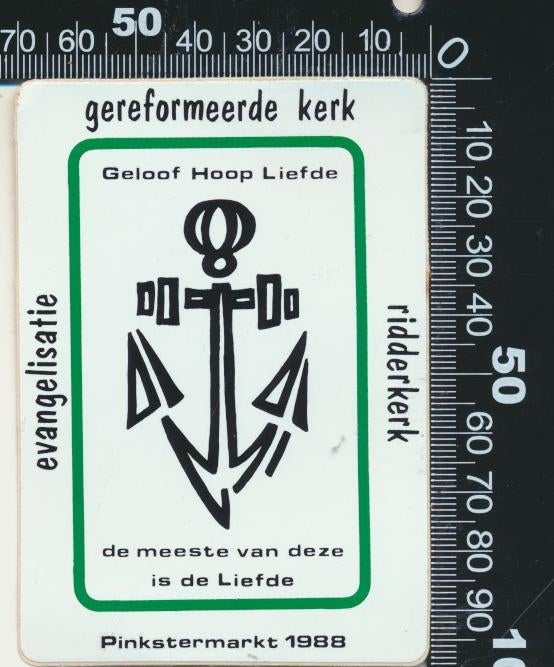 70 60 50 40 30 20 10 0
gereformeerde kerk
Geloof Hoop Liefde
evangelisatie
ridderkerk
de meeste van deze
is de Liefde
Pinkstermarkt 1988
10
20
30
40
50
60
70
80
90